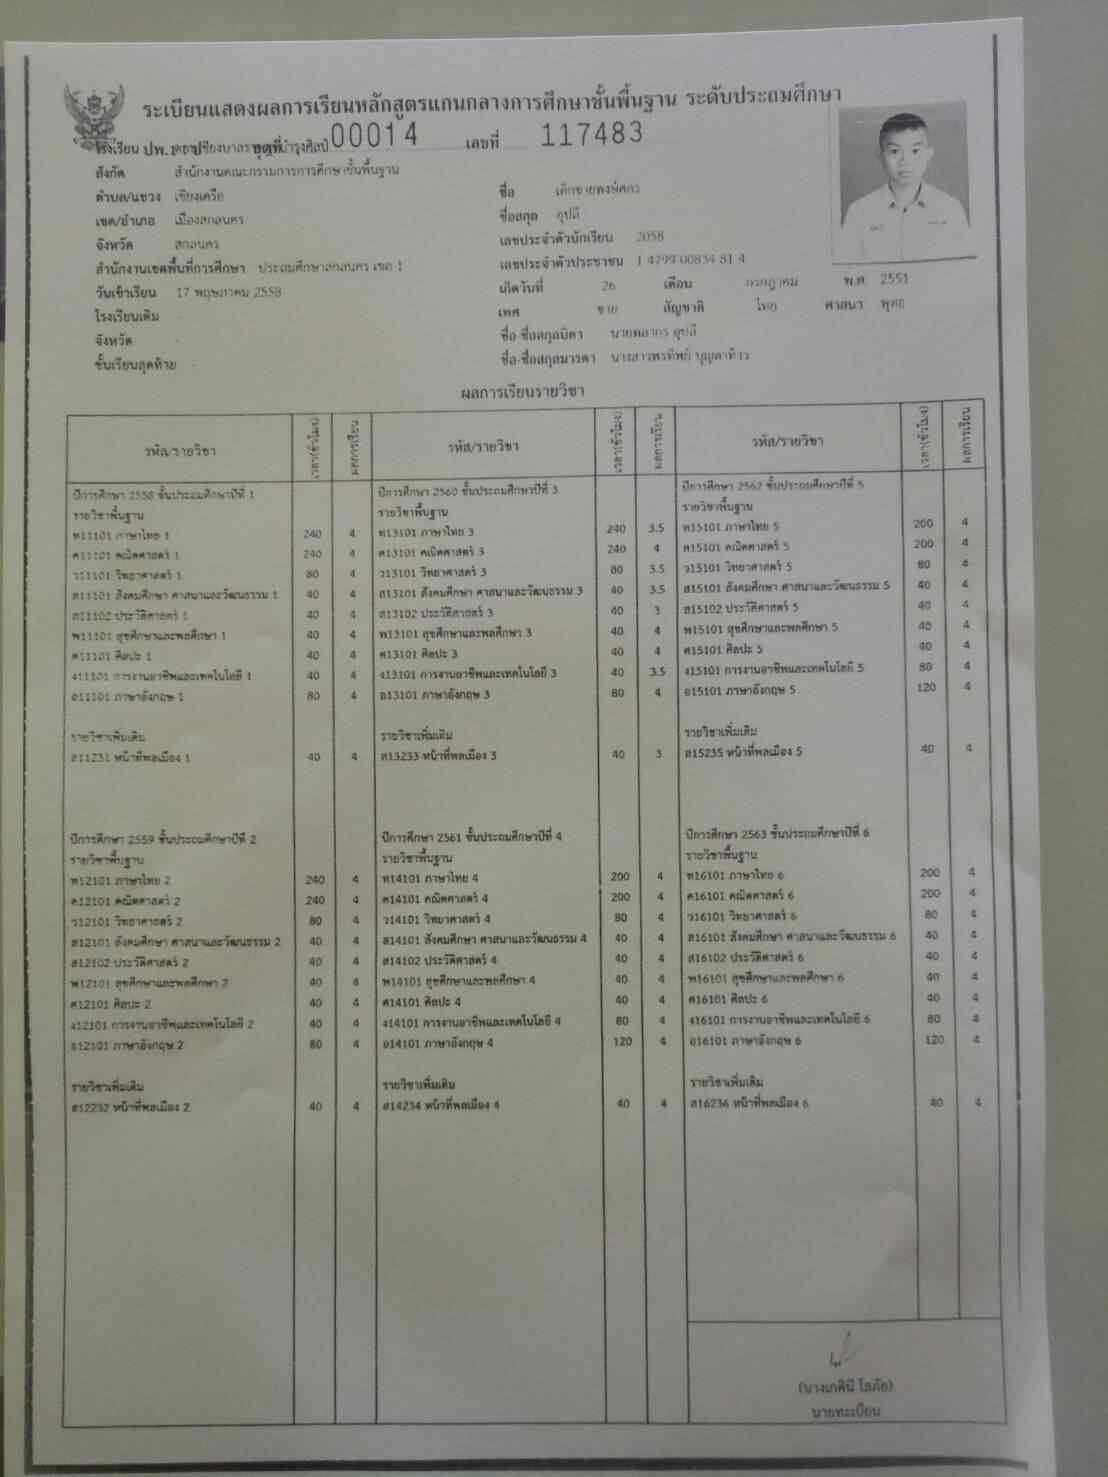 ระเบียนแสดงผลการเรียนหลักสูตรแกนกลางการศึกษาขั้นพื้นฐาน ระดับประถมศึกษา
ปพ. ชุดที่ 00014 เลขที่ 117483
โรงเรียน
สังกัด สำนักงานคณะกรรมการการศึกษาขั้นพื้นฐาน
ตำบล/แขวง เชียงเครือ
เขต/อำเภอ เมืองสกลนคร
จังหวัด สกลนคร
สำนักงานเขตพื้นที่การศึกษา ประถมศึกษาสกลนคร เขต 1
วันเข้าเรียน 17 พฤษภาคม 2558
โรงเรียนเดิม -
จังหวัด -
ชั้นเรียนสุดท้าย -
ชื่อ เด็กชายพงษ์ศกร
ชื่อสกุล อุปลี
เลขประจำตัวนักเรียน 2058
เลขประจำตัวประชาชน 1 4799 00834 81 4
เกิดวันที่ 26 เดือน กรกฎาคม พ.ศ. 2551
เพศ ชาย สัญชาติ ไทย ศาสนา พุทธ
ชื่อ-ชื่อสกุลบิดา นายพลากร อุปลี
ชื่อ-ชื่อสกุลมารดา นางสาวพรทิพย์ บุญตาท้าว
ผลการเรียนรายวิชา
รหัส/รายวิชา เวลา(ชั่วโมง) ผลการเรียน
ปีการศึกษา 2558 ชั้นประถมศึกษาปีที่ 1
รายวิชาพื้นฐาน
ท11101 ภาษาไทย 1 240 4
ค11101 คณิตศาสตร์ 1 240 4
ว11101 วิทยาศาสตร์ 1 80 4
ส11101 สังคมศึกษา ศาสนาและวัฒนธรรม 1 40 4
ส11102 ประวัติศาสตร์ 1 40 4
พ11101 สุขศึกษาและพลศึกษา 1 40 4
ศ11101 ศิลปะ 1 40 4
ง11101 การงานอาชีพและเทคโนโลยี 1 40 4
อ11101 ภาษาอังกฤษ 1 80 4
รายวิชาเพิ่มเติม
ส11231 หน้าที่พลเมือง 1 40 4
ปีการศึกษา 2559 ชั้นประถมศึกษาปีที่ 2
รายวิชาพื้นฐาน
ท12101 ภาษาไทย 2 240 4
ค12101 คณิตศาสตร์ 2 240 4
ว12101 วิทยาศาสตร์ 2 80 4
ส12101 สังคมศึกษา ศาสนาและวัฒนธรรม 2 40 4
ส12102 ประวัติศาสตร์ 2 40 4
พ12101 สุขศึกษาและพลศึกษา 2 40 4
ศ12101 ศิลปะ 2 40 4
ง12101 การงานอาชีพและเทคโนโลยี 2 40 4
อ12101 ภาษาอังกฤษ 2 80 4
รายวิชาเพิ่มเติม
ส12232 หน้าที่พลเมือง 2 40 4
รหัส/รายวิชา เวลา(ชั่วโมง) ผลการเรียน
ปีการศึกษา 2560 ชั้นประถมศึกษาปีที่ 3
รายวิชาพื้นฐาน
ท13101 ภาษาไทย 3 240 3.5
ค13101 คณิตศาสตร์ 3 240 4
ว13101 วิทยาศาสตร์ 3 80 3.5
ส13101 สังคมศึกษา ศาสนาและวัฒนธรรม 3 40 3.5
ส13102 ประวัติศาสตร์ 3 40 3
พ13101 สุขศึกษาและพลศึกษา 3 40 4
ศ13101 ศิลปะ 3 40 4
ง13101 การงานอาชีพและเทคโนโลยี 3 40 3.5
อ13101 ภาษาอังกฤษ 3 80 4
รายวิชาเพิ่มเติม
ส13233 หน้าที่พลเมือง 3 40 3
ปีการศึกษา 2561 ชั้นประถมศึกษาปีที่ 4
รายวิชาพื้นฐาน
ท14101 ภาษาไทย 4 200 4
ค14101 คณิตศาสตร์ 4 200 4
ว14101 วิทยาศาสตร์ 4 80 4
ส14101 สังคมศึกษา ศาสนาและวัฒนธรรม 4 40 4
ส14102 ประวัติศาสตร์ 4 40 4
พ14101 สุขศึกษาและพลศึกษา 4 40 4
ศ14101 ศิลปะ 4 40 4
ง14101 การงานอาชีพและเทคโนโลยี 4 80 4
อ14101 ภาษาอังกฤษ 4 120 4
รายวิชาเพิ่มเติม
ส14234 หน้าที่พลเมือง 4 40 4
รหัส/รายวิชา เวลา(ชั่วโมง) ผลการเรียน
ปีการศึกษา 2562 ชั้นประถมศึกษาปีที่ 5
รายวิชาพื้นฐาน
ท15101 ภาษาไทย 5 200 4
ค15101 คณิตศาสตร์ 5 200 4
ว15101 วิทยาศาสตร์ 5 80 4
ส15101 สังคมศึกษา ศาสนาและวัฒนธรรม 5 40 4
ส15102 ประวัติศาสตร์ 5 40 4
พ15101 สุขศึกษาและพลศึกษา 5 40 4
ศ15101 ศิลปะ 5 40 4
ง15101 การงานอาชีพและเทคโนโลยี 5 80 4
อ15101 ภาษาอังกฤษ 5 120 4
รายวิชาเพิ่มเติม
ส15235 หน้าที่พลเมือง 5 40 4
ปีการศึกษา 2563 ชั้นประถมศึกษาปีที่ 6
รายวิชาพื้นฐาน
ท16101 ภาษาไทย 6 200 4
ค16101 คณิตศาสตร์ 6 200 4
ว16101 วิทยาศาสตร์ 6 80 4
ส16101 สังคมศึกษา ศาสนาและวัฒนธรรม 6 40 4
ส16102 ประวัติศาสตร์ 6 40 4
พ16101 สุขศึกษาและพลศึกษา 6 40 4
ศ16101 ศิลปะ 6 40 4
ง16101 การงานอาชีพและเทคโนโลยี 6 80 4
อ16101 ภาษาอังกฤษ 6 120 4
รายวิชาเพิ่มเติม
ส16236 หน้าที่พลเมือง 6 40 4
(นางเกศินี โสภัย)
นายทะเบียน